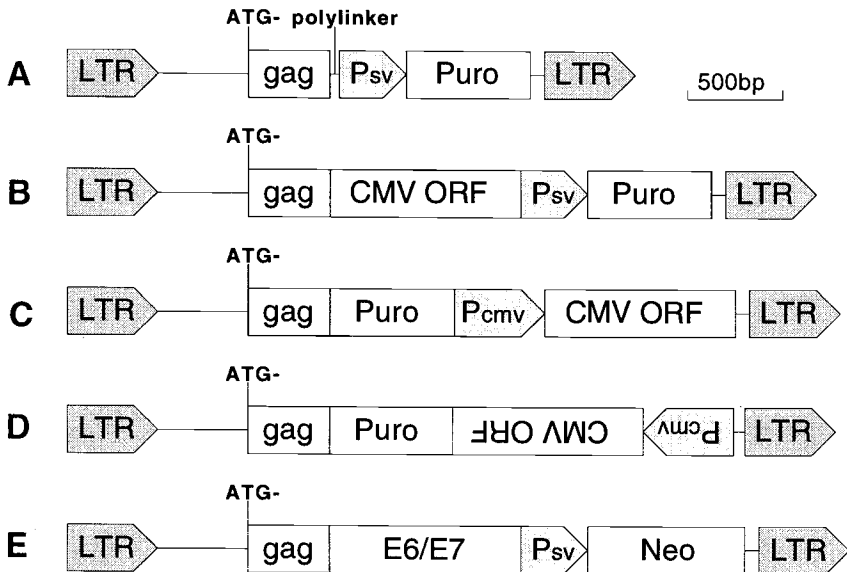 ATG- polylinker
A LTR gag Psv Puro LTR
500bp
ATG-
B LTR gag CMV ORF Psv Puro LTR
ATG-
C LTR gag Puro Pcmv CMV ORF LTR
ATG-
D LTR gag Puro CMV ORF Pcmv LTR
ATG-
E LTR gag E6/E7 Psv Neo LTR